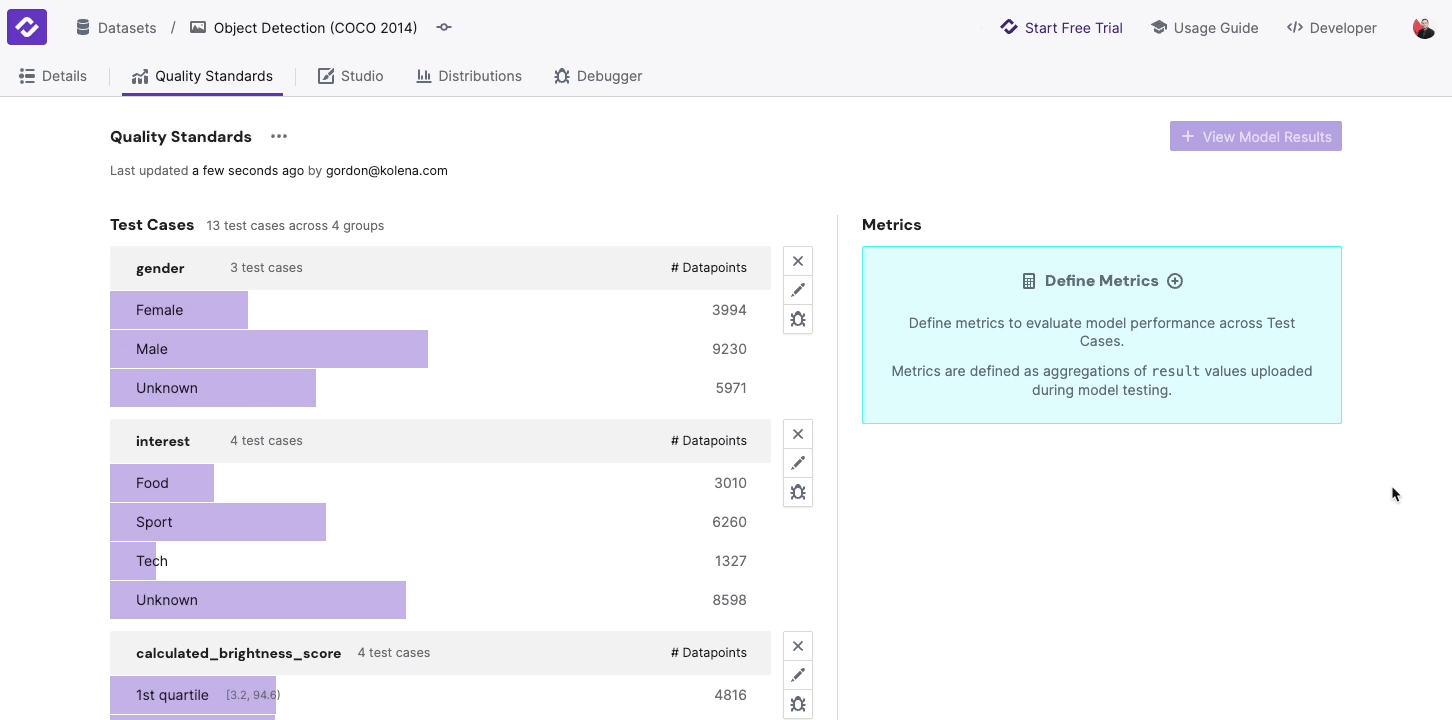 Datasets / Object Detection (COCO 2014)
Start Free Trial
Usage Guide
Developer
Details
Quality Standards
Studio
Distributions
Debugger
Quality Standards
View Model Results
Last updated a few seconds ago by gordon@kolena.com
Test Cases 13 test cases across 4 groups
gender 3 test cases # Datapoints
Female 3994
Male 9230
Unknown 5971
interest 4 test cases # Datapoints
Food 3010
Sport 6260
Tech 1327
Unknown 8598
calculated_brightness_score 4 test cases # Datapoints
1st quartile [3.2, 94.6) 4816
Metrics
Define Metrics
Define metrics to evaluate model performance across Test
Cases.
Metrics are defined as aggregations of result values uploaded
during model testing.